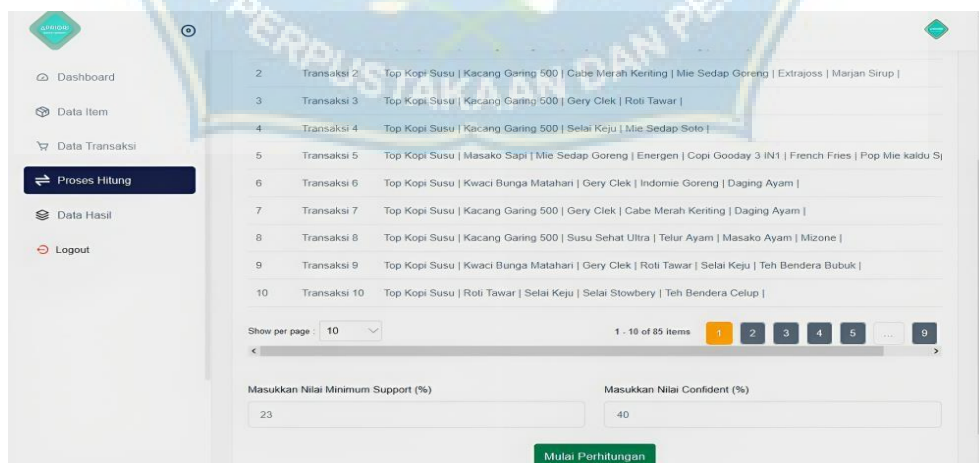 PERPUSTAKAAN DAN PE
APRIORI
Dashboard
Data Item
Data Transaksi
Proses Hitung
Data Hasil
Logout
2 Transaksi 2 Top Kopi Susu | Kacang Garing 500 | Cabe Merah Keriting | Mie Sedap Goreng | Extrajoss | Marjan Sirup |
3 Transaksi 3 Top Kopi Susu | Kacang Garing 500 | Gery Clek | Roti Tawar |
4 Transaksi 4 Top Kopi Susu | Kacang Garing 500 | Selai Keju | Mie Sedap Soto |
5 Transaksi 5 Top Kopi Susu | Masako Sapi | Mie Sedap Goreng | Energen | Copi Gooday 3 IN1 | French Fries | Pop Mie kaldu Sp
6 Transaksi 6 Top Kopi Susu | Kwaci Bunga Matahari | Gery Clek | Indomie Goreng | Daging Ayam |
7 Transaksi 7 Top Kopi Susu | Kacang Garing 500 | Gery Clek | Cabe Merah Keriting | Daging Ayam |
8 Transaksi 8 Top Kopi Susu | Kacang Garing 500 | Susu Sehat Ultra | Telur Ayam | Masako Ayam | Mizone |
9 Transaksi 9 Top Kopi Susu | Kwaci Bunga Matahari | Gery Clek | Roti Tawar | Selai Keju | Teh Bendera Bubuk |
10 Transaksi 10 Top Kopi Susu | Roti Tawar | Selai Keju | Selai Stowbery | Teh Bendera Celup |
Show per page : 10 1 - 10 of 85 items 1 2 3 4 5 ... 9
Masukkan Nilai Minimum Support (%) Masukkan Nilai Confident (%)
23 40
Mulai Perhitungan